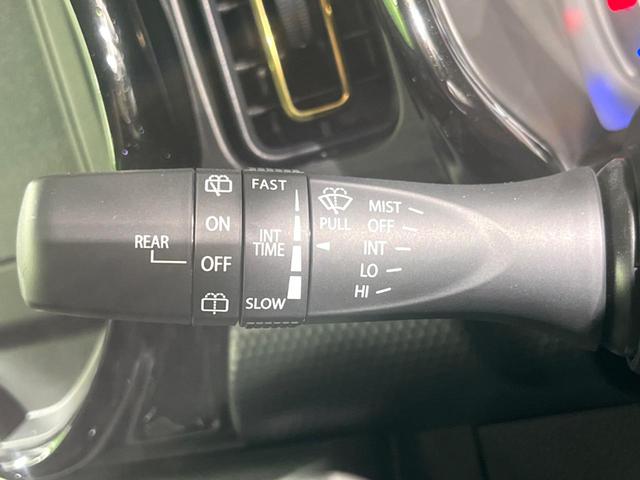 REAR
ON
OFF
FAST
INT
TIME
SLOW
PULL
MIST
OFF
INT
LO
HI